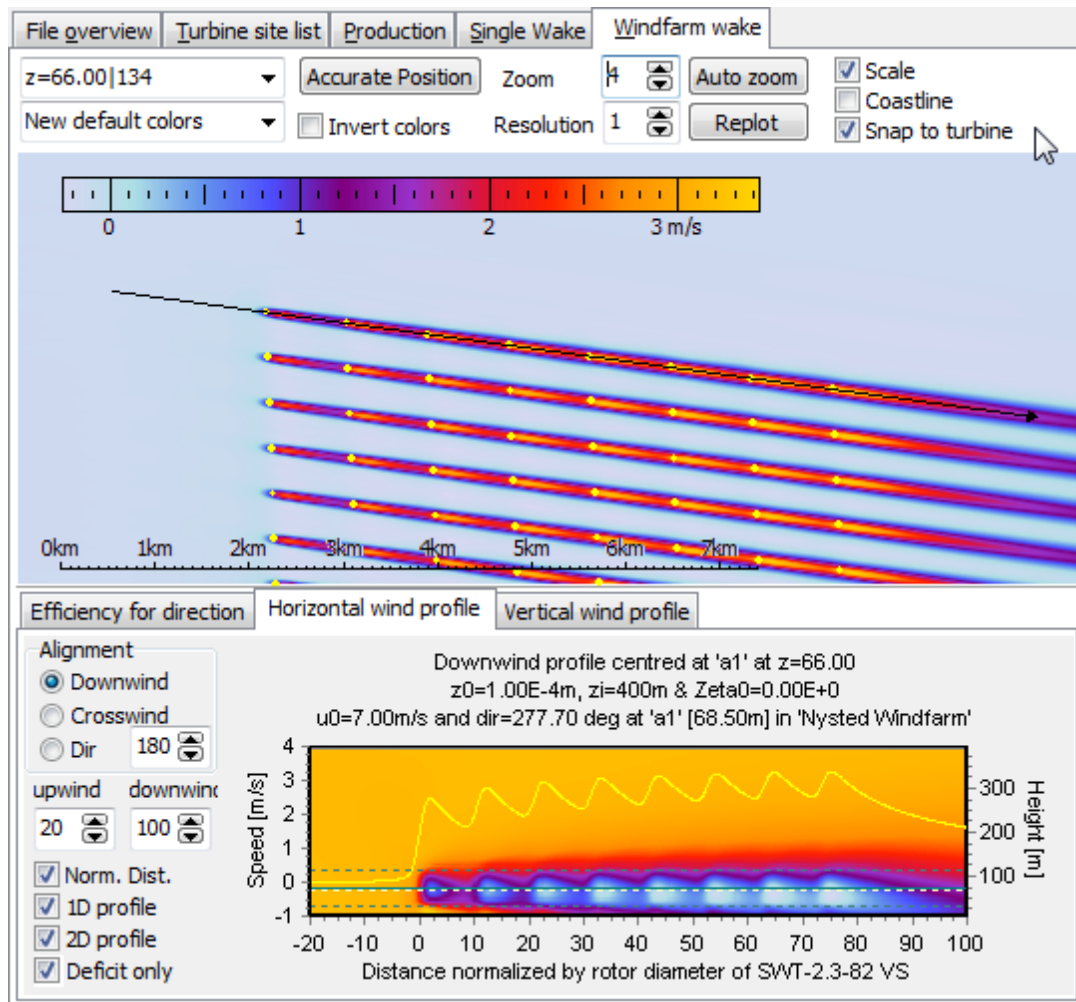 File overview Turbine site list Production Single Wake Windfarm wake
z=66.00|134 Accurate Position Zoom 4 Auto zoom Scale
Coastline
New default colors Invert colors Resolution 1 Replot Snap to turbine
0 1 2 3 m/s
0km 1km 2km 3km 4km 5km 6km 7km
Efficiency for direction Horizontal wind profile Vertical wind profile
Alignment
Downwind
Crosswind
Dir 180
upwind downwind
20 100
Norm. Dist.
1D profile
2D profile
Deficit only
Downwind profile centred at 'a1' at z=66.00
z0=1.00E-4m, zi=400m & Zeta0=0.00E+0
u0=7.00m/s and dir=277.70 deg at 'a1' [68.50m] in 'Nysted Windfarm'
Speed [m/s]
4
3
2
1
0
-1
300
200
100
Height [m]
-20 -10 0 10 20 30 40 50 60 70 80 90 100
Distance normalized by rotor diameter of SWT-2.3-82 VS